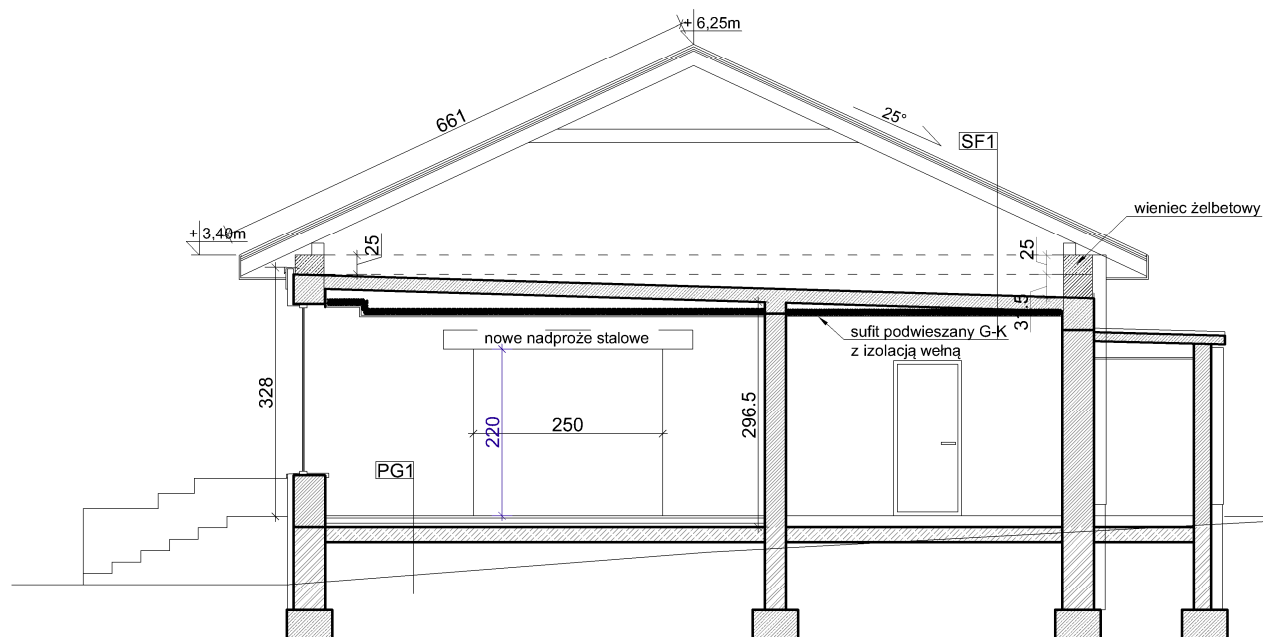 + 6,25m
661
25°
SF1
wieniec żelbetowy
+ 3,40m
25
25
31.5
sufit podwieszany G-K
z izolacją wełną
nowe nadproże stalowe
328
220
250
296.5
PG1